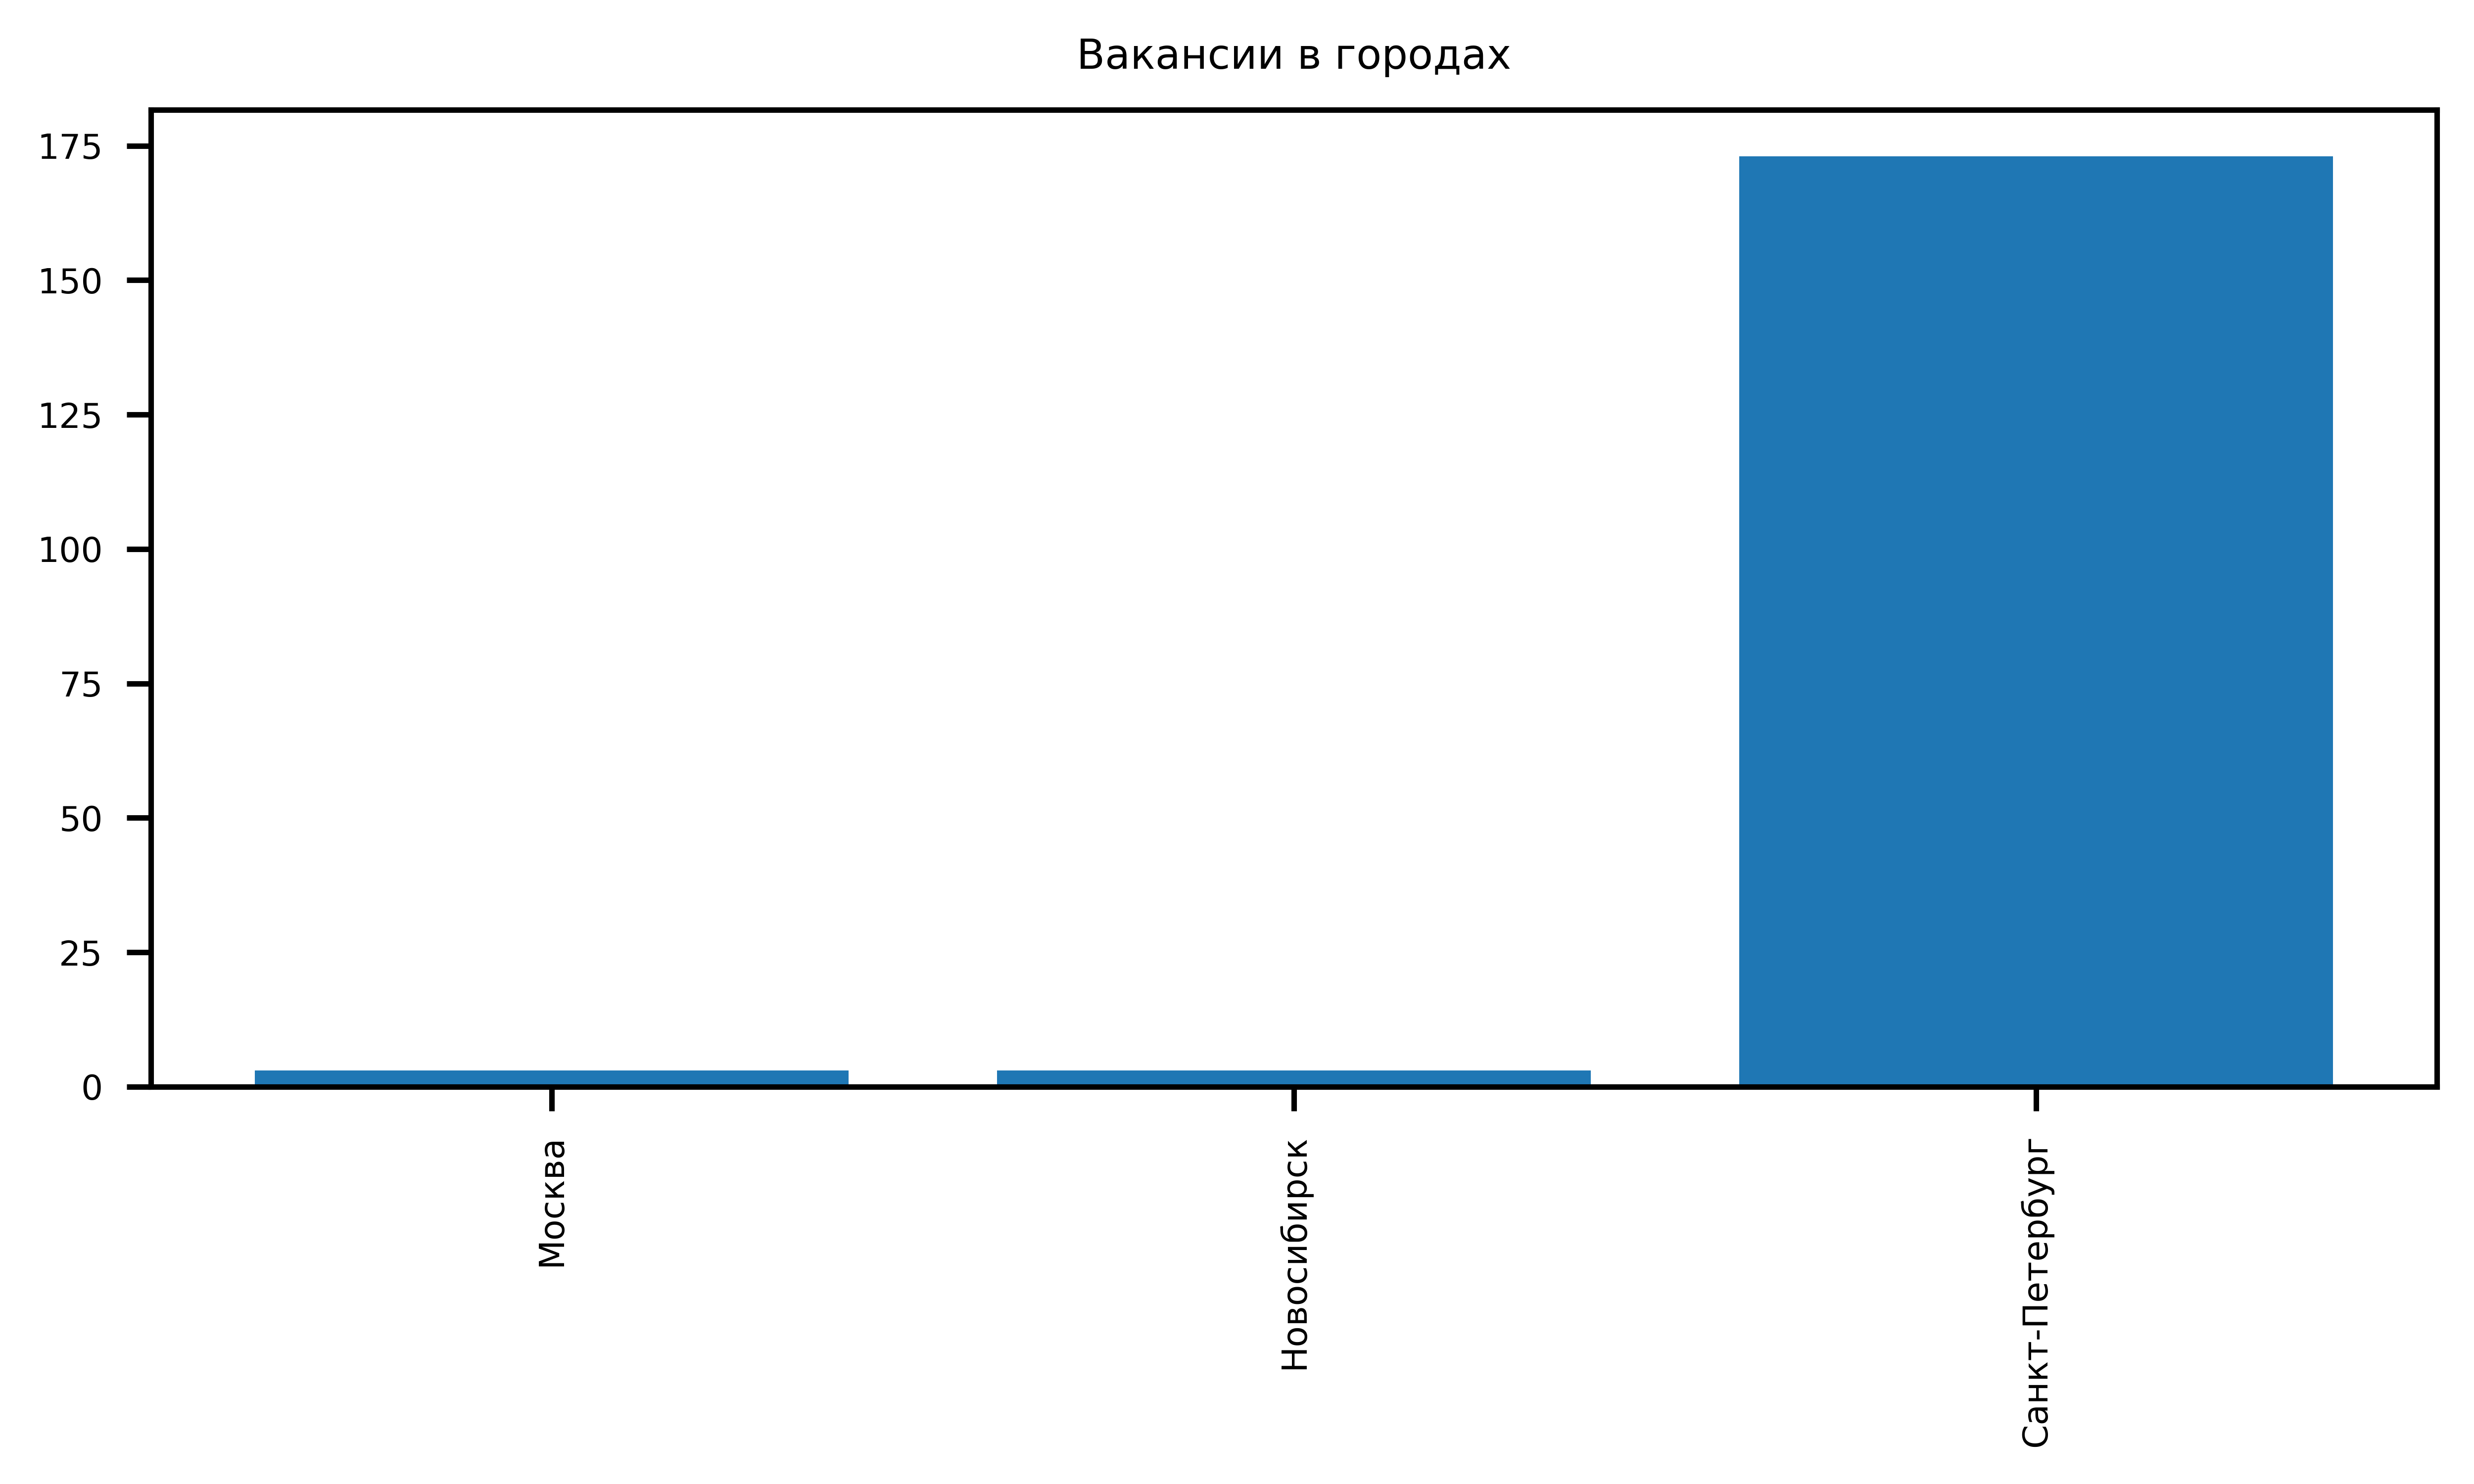 Вакансии в городах
175
150
125
100
75
50
25
0
Москва
Новосибирск
Санкт-Петербург